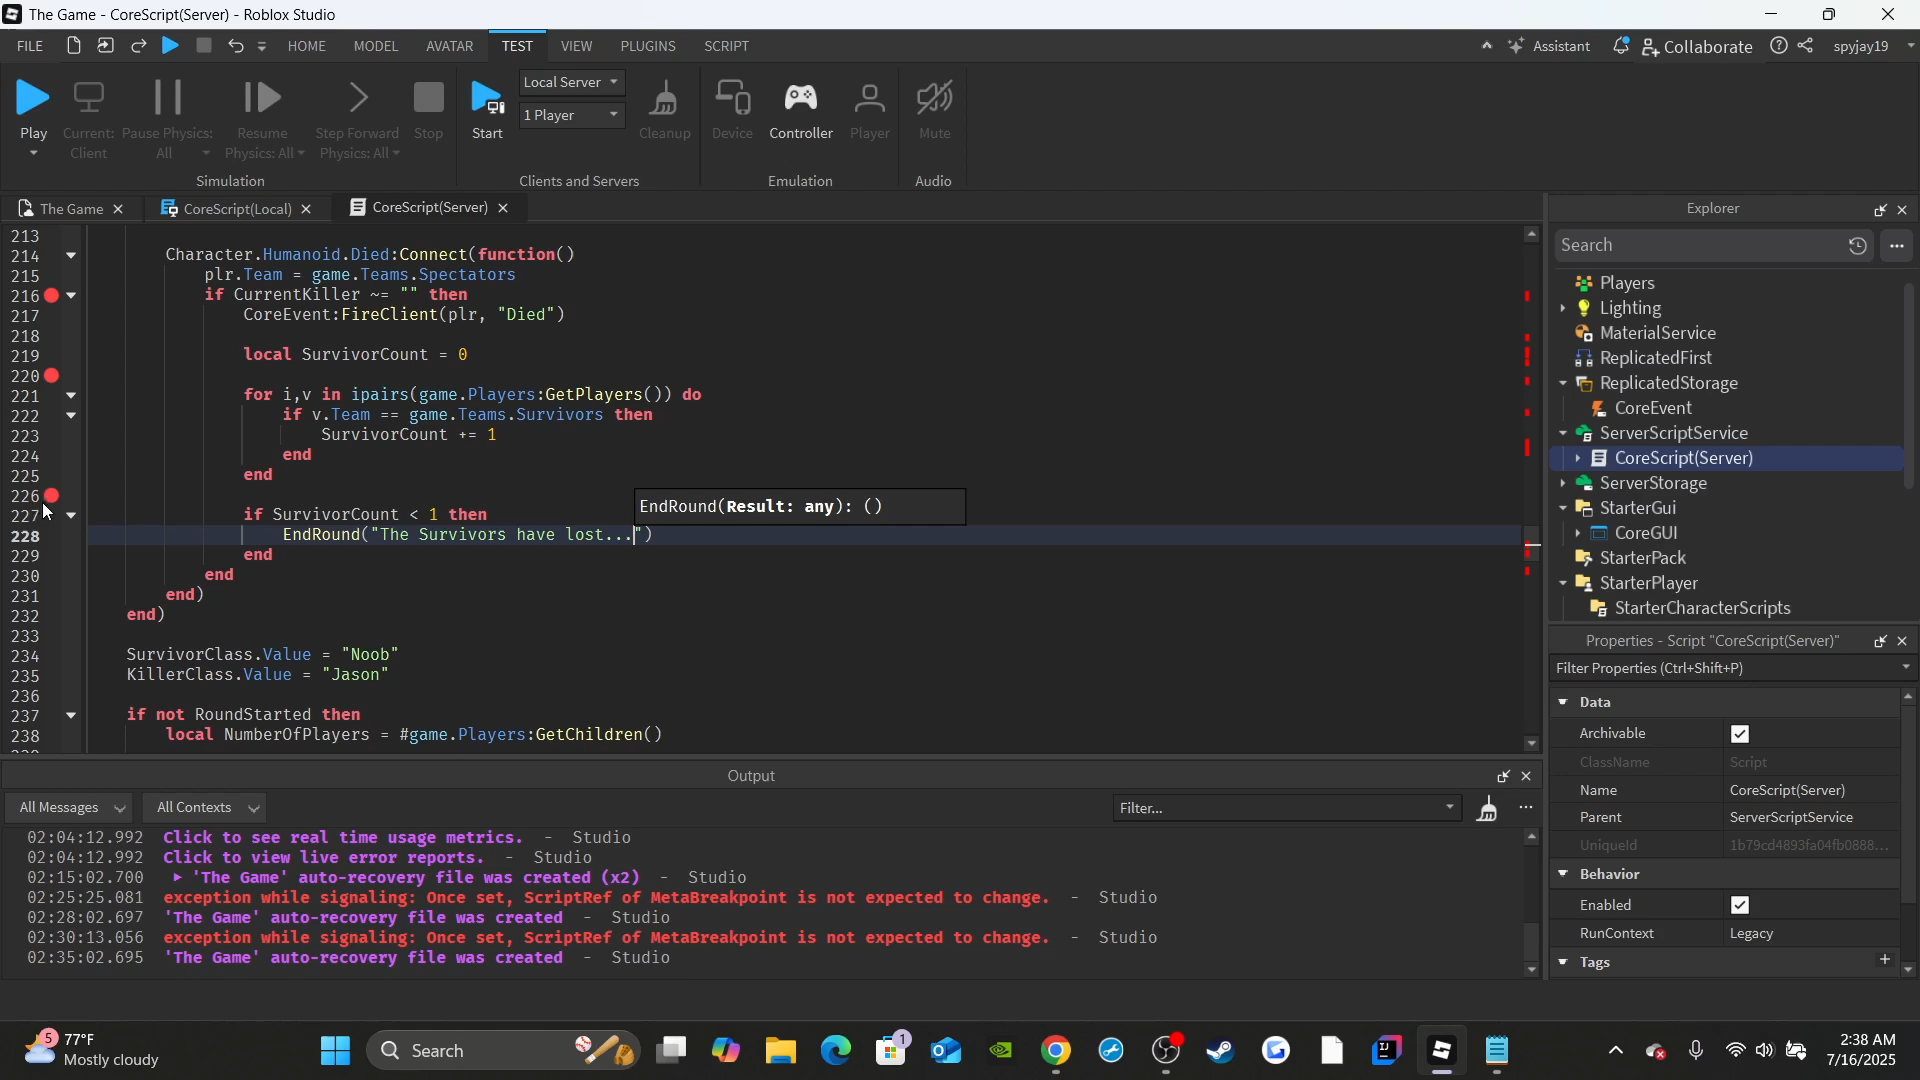 The Game - CoreScript(Server) - Roblox Studio
FILE HOME MODEL AVATAR TEST VIEW PLUGINS SCRIPT Assistant Collaborate spyjay19
Local Server
1 Player
Play Current: Client Pause Physics: All Resume Physics: All Step Forward Physics: All Stop Start Cleanup Device Controller Player Mute
Simulation Clients and Servers Emulation Audio
The Game CoreScript(Local) CoreScript(Server)
213
214 Character.Humanoid.Died:Connect(function()
215 plr.Team = game.Teams.Spectators
216 if CurrentKiller ~= "" then
217 CoreEvent:FireClient(plr, "Died")
218
219 local SurvivorCount = 0
220
221 for i,v in ipairs(game.Players:GetPlayers()) do
222 if v.Team == game.Teams.Survivors then
223 SurvivorCount += 1
224 end
225 end
226 EndRound(Result: any): ()
227 if SurvivorCount < 1 then
228 EndRound("The Survivors have lost...")
229 end
230 end
231 end)
232 end)
233
234 SurvivorClass.Value = "Noob"
235 KillerClass.Value = "Jason"
236
237 if not RoundStarted then
238 local NumberOfPlayers = #game.Players:GetChildren()
Output
All Messages All Contexts Filter...
02:04:12.992 Click to see real time usage metrics. - Studio
02:04:12.992 Click to view live error reports. - Studio
02:15:02.700 ▶ 'The Game' auto-recovery file was created (x2) - Studio
02:25:25.081 exception while signaling: Once set, ScriptRef of MetaBreakpoint is not expected to change. - Studio
02:28:02.697 'The Game' auto-recovery file was created - Studio
02:30:13.056 exception while signaling: Once set, ScriptRef of MetaBreakpoint is not expected to change. - Studio
02:35:02.695 'The Game' auto-recovery file was created - Studio
Explorer
Search
Players
Lighting
MaterialService
ReplicatedFirst
ReplicatedStorage
CoreEvent
ServerScriptService
CoreScript(Server)
ServerStorage
StarterGui
CoreGUI
StarterPack
StarterPlayer
StarterCharacterScripts
Properties - Script "CoreScript(Server)"
Filter Properties (Ctrl+Shift+P)
Data
Archivable
ClassName Script
Name CoreScript(Server)
Parent ServerScriptService
UniqueId 1b79cd4893fa04fb0888...
Behavior
Enabled
RunContext Legacy
Tags
5
77°F
Mostly cloudy
Search
1
2:38 AM
7/16/2025